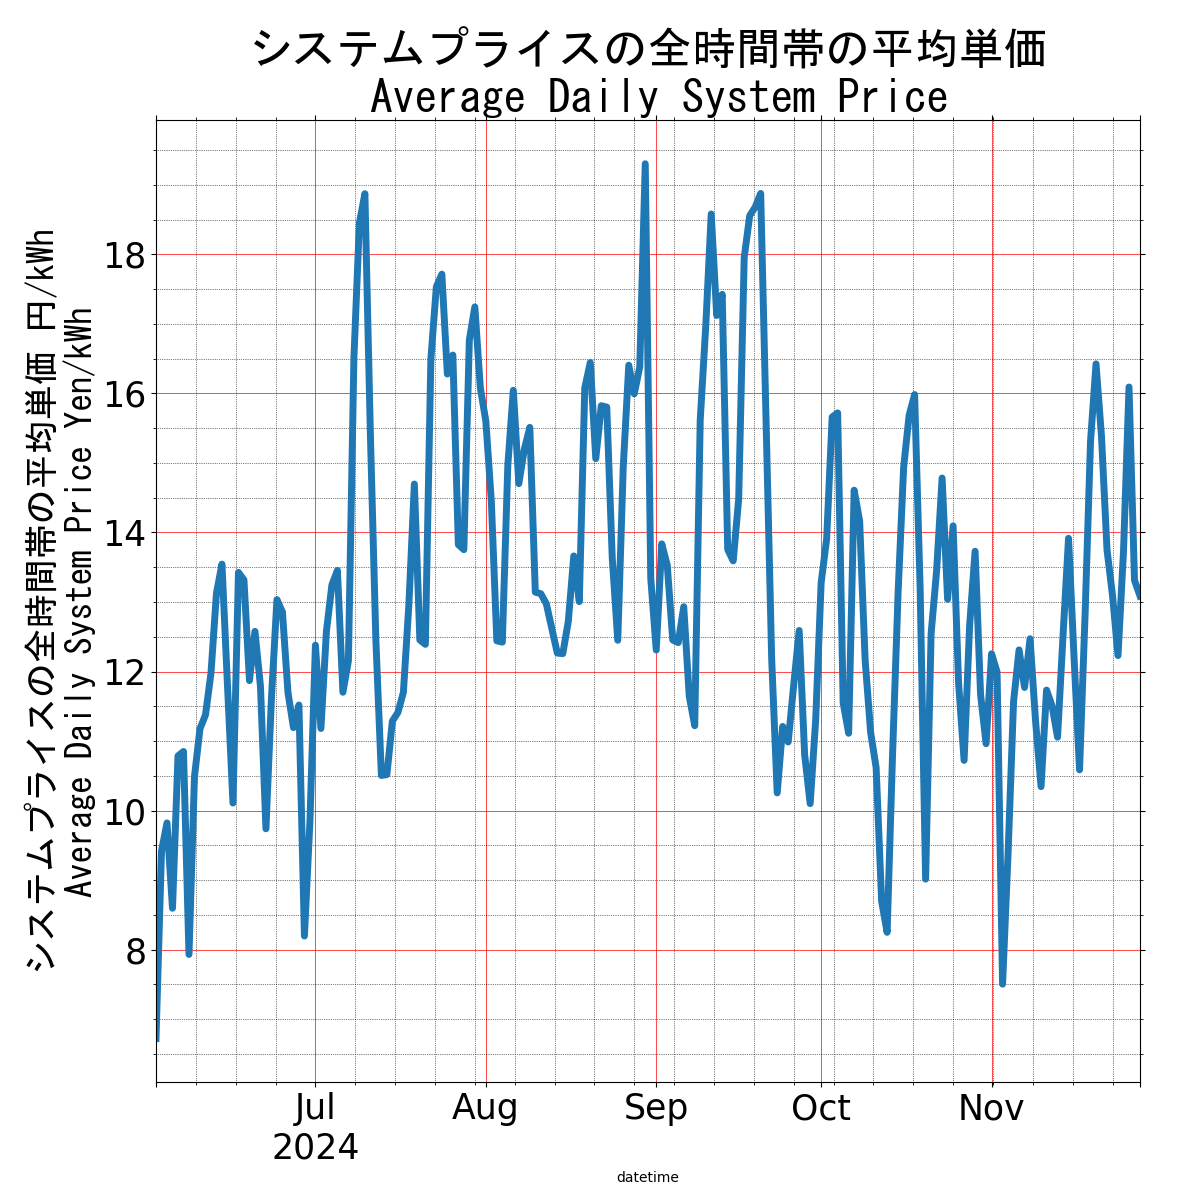 システムプライスの全時間帯の平均単価
Average Daily System Price
システムプライスの全時間帯の平均単価 円/kWh
Average Daily System Price Yen/kWh
18
16
14
12
10
8
Jul
2024
Aug
Sep
Oct
Nov
datetime